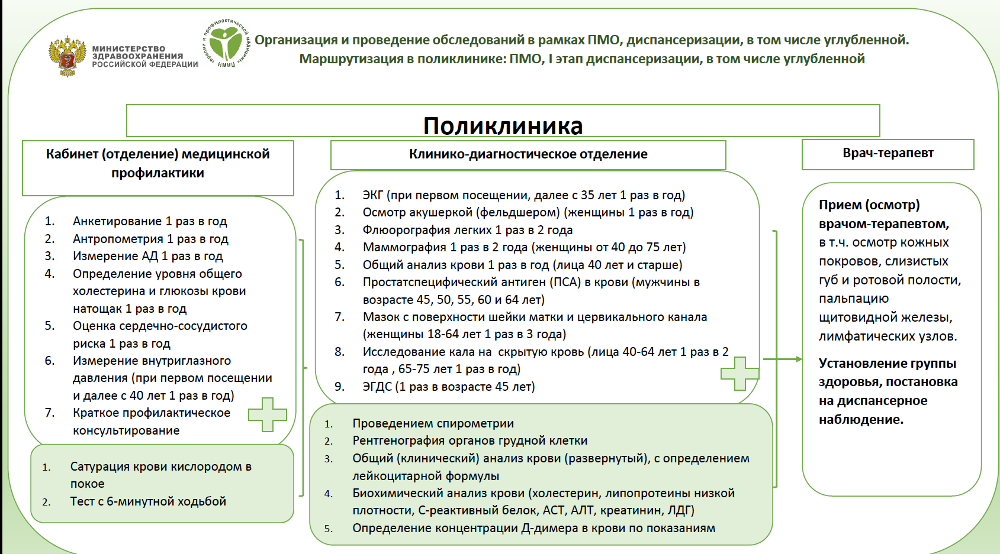 МИНИСТЕРСТВО
ЗДРАВООХРАНЕНИЯ
РОССИЙСКОЙ ФЕДЕРАЦИИ
НМИЦ терапии и профилактической медицины
Организация и проведение обследований в рамках ПМО, диспансеризации, в том числе углубленной.
Маршрутизация в поликлинике: ПМО, I этап диспансеризации, в том числе углубленной
Поликлиника
Кабинет (отделение) медицинской
профилактики
1. Анкетирование 1 раз в год
2. Антропометрия 1 раз в год
3. Измерение АД 1 раз в год
4. Определение уровня общего
холестерина и глюкозы крови
натощак 1 раз в год
5. Оценка сердечно-сосудистого
риска 1 раз в год
6. Измерение внутриглазного
давления (при первом посещении
и далее с 40 лет 1 раз в год)
7. Краткое профилактическое
консультирование
1. Сатурация крови кислородом в
покое
2. Тест с 6-минутной ходьбой
Клинико-диагностическое отделение
1. ЭКГ (при первом посещении, далее с 35 лет 1 раз в год)
2. Осмотр акушеркой (фельдшером) (женщины 1 раз в год)
3. Флюорография легких 1 раз в 2 года
4. Маммография 1 раз в 2 года (женщины от 40 до 75 лет)
5. Общий анализ крови 1 раз в год (лица 40 лет и старше)
6. Простатспецифический антиген (ПСА) в крови (мужчины в
возрасте 45, 50, 55, 60 и 64 лет)
7. Мазок с поверхности шейки матки и цервикального канала
(женщины 18-64 лет 1 раз в 3 года)
8. Исследование кала на скрытую кровь (лица 40-64 лет 1 раз в 2
года , 65-75 лет 1 раз в год)
9. ЭГДС (1 раз в возрасте 45 лет)
1. Проведением спирометрии
2. Рентгенография органов грудной клетки
3. Общий (клинический) анализ крови (развернутый), с определением
лейкоцитарной формулы
4. Биохимический анализ крови (холестерин, липопротеины низкой
плотности, С-реактивный белок, АСТ, АЛТ, креатинин, ЛДГ)
5. Определение концентрации Д-димера в крови по показаниям
Врач-терапевт
Прием (осмотр)
врачом-терапевтом,
в т.ч. осмотр кожных
покровов, слизистых
губ и ротовой полости,
пальпацию
щитовидной железы,
лимфатических узлов.
Установление группы
здоровья, постановка
на диспансерное
наблюдение.